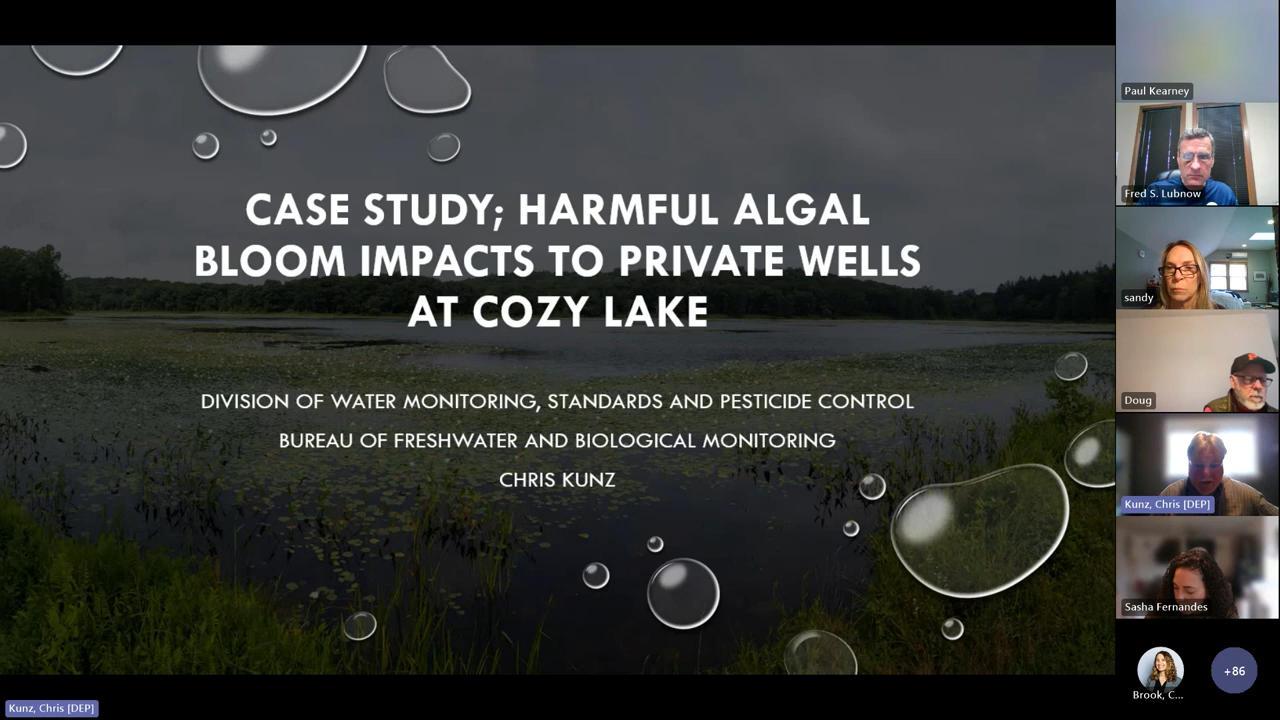 CASE STUDY; HARMFUL ALGAL
BLOOM IMPACTS TO PRIVATE WELLS
AT COZY LAKE
DIVISION OF WATER MONITORING, STANDARDS AND PESTICIDE CONTROL
BUREAU OF FRESHWATER AND BIOLOGICAL MONITORING
CHRIS KUNZ
Paul Kearney
Fred S. Lubnow
sandy
Doug
Kunz, Chris [DEP]
Sasha Fernandes
Brook, C...
+86
Kunz, Chris [DEP]